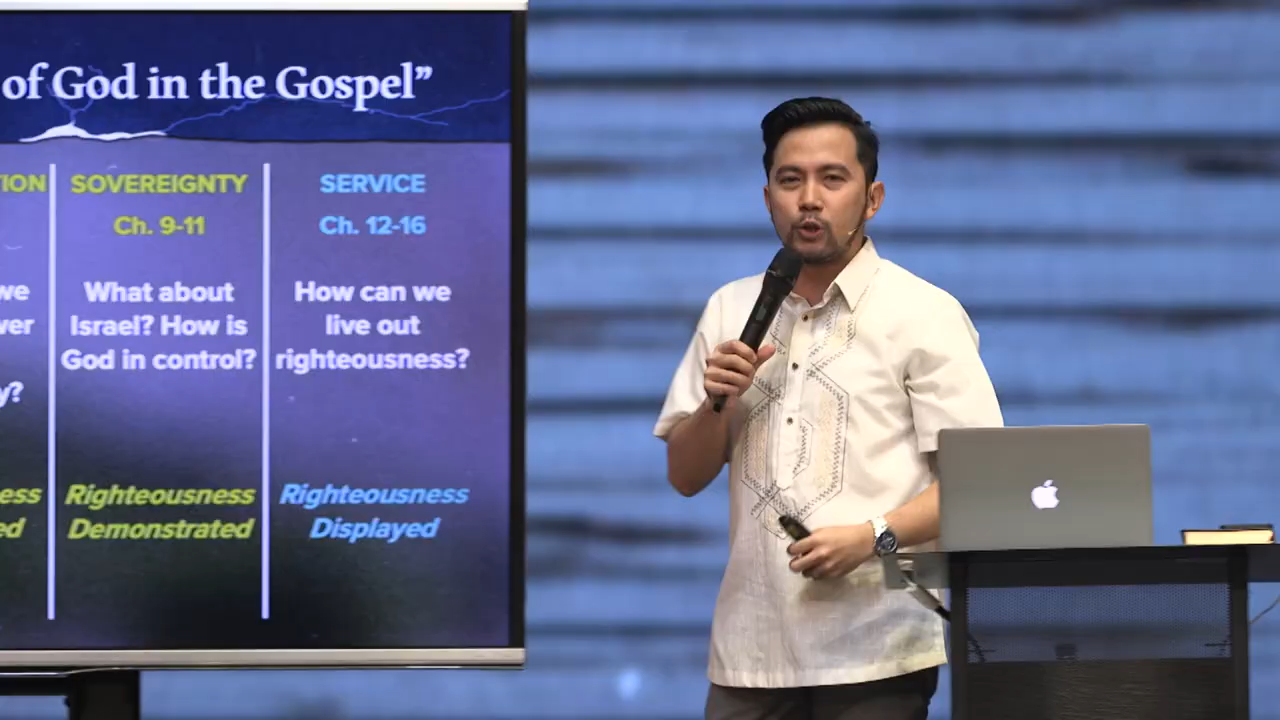 of God in the Gospel”
SOVEREIGNTY
Ch. 9-11
What about
Israel? How is
God in control?
Righteousness
Demonstrated
SERVICE
Ch. 12-16
How can we
live out
righteousness?
Righteousness
Displayed